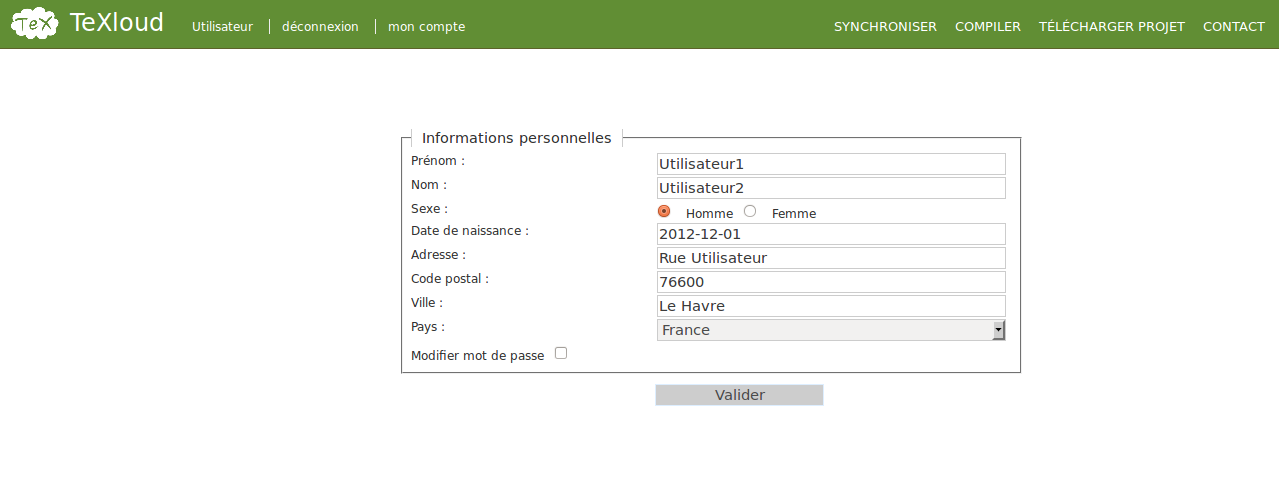 TeX TeXloud Utilisateur déconnexion mon compte SYNCHRONISER COMPILER TÉLÉCHARGER PROJET CONTACT
Informations personnelles
Prénom : Utilisateur1
Nom : Utilisateur2
Sexe : Homme Femme
Date de naissance : 2012-12-01
Adresse : Rue Utilisateur
Code postal : 76600
Ville : Le Havre
Pays : France
Modifier mot de passe
Valider